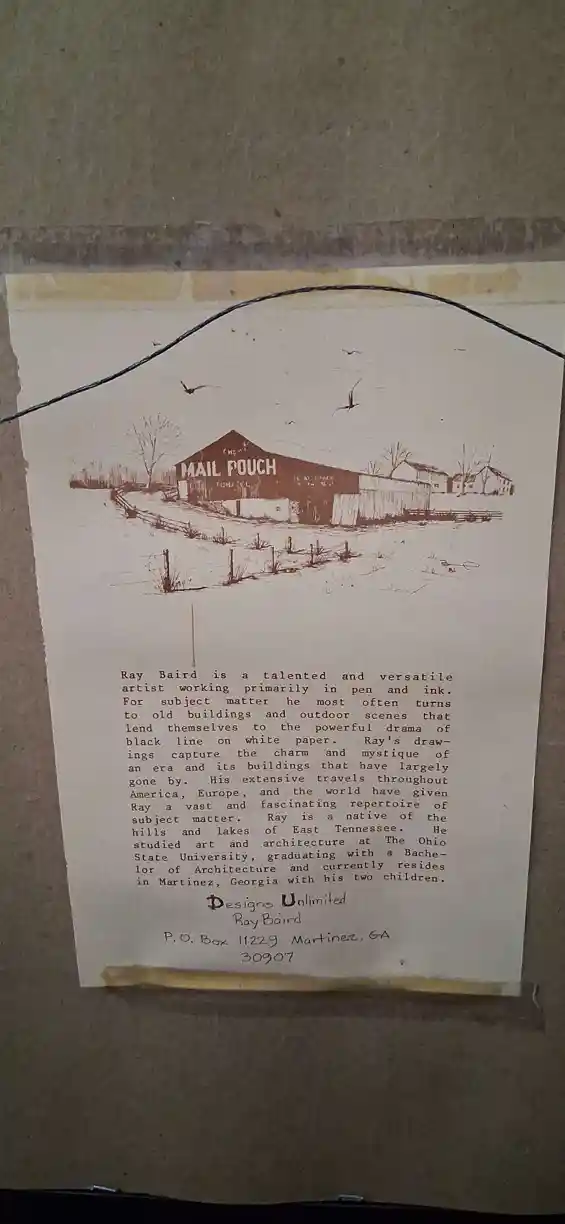 CHEW
MAIL POUCH
TOBACCO
Ray Baird is a talented and versatile
artist working primarily in pen and ink.
For subject matter he most often turns
to old buildings and outdoor scenes that
lend themselves to the powerful drama of
black line on white paper. Ray's draw-
ings capture the charm and mystique of
an era and its buildings that have largely
gone by. His extensive travels throughout
America, Europe, and the world have given
Ray a vast and fascinating repertoire of
subject matter. Ray is a native of the
hills and lakes of East Tennessee. He
studied art and architecture at The Ohio
State University, graduating with a Bache-
lor of Architecture and currently resides
in Martinez, Georgia with his two children.
Designs Unlimited
Ray Baird
P.O. Box 11229 Martinez, GA
30907